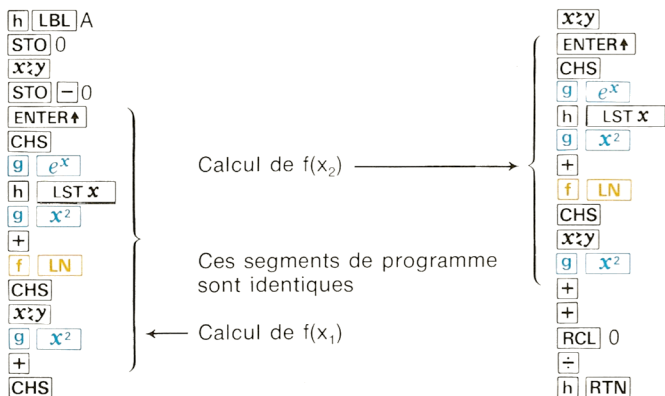 h LBL A
STO 0
x≷y
STO − 0
ENTER↑
CHS
g eˣ
h LST x
g x²
+
f LN
CHS
x≷y
g x²
+
CHS
Calcul de f(x₂)
Ces segments de programme
sont identiques
Calcul de f(x₁)
x≷y
ENTER↑
CHS
g eˣ
h LST x
g x²
+
f LN
CHS
x≷y
g x²
+
+
RCL 0
÷
h RTN